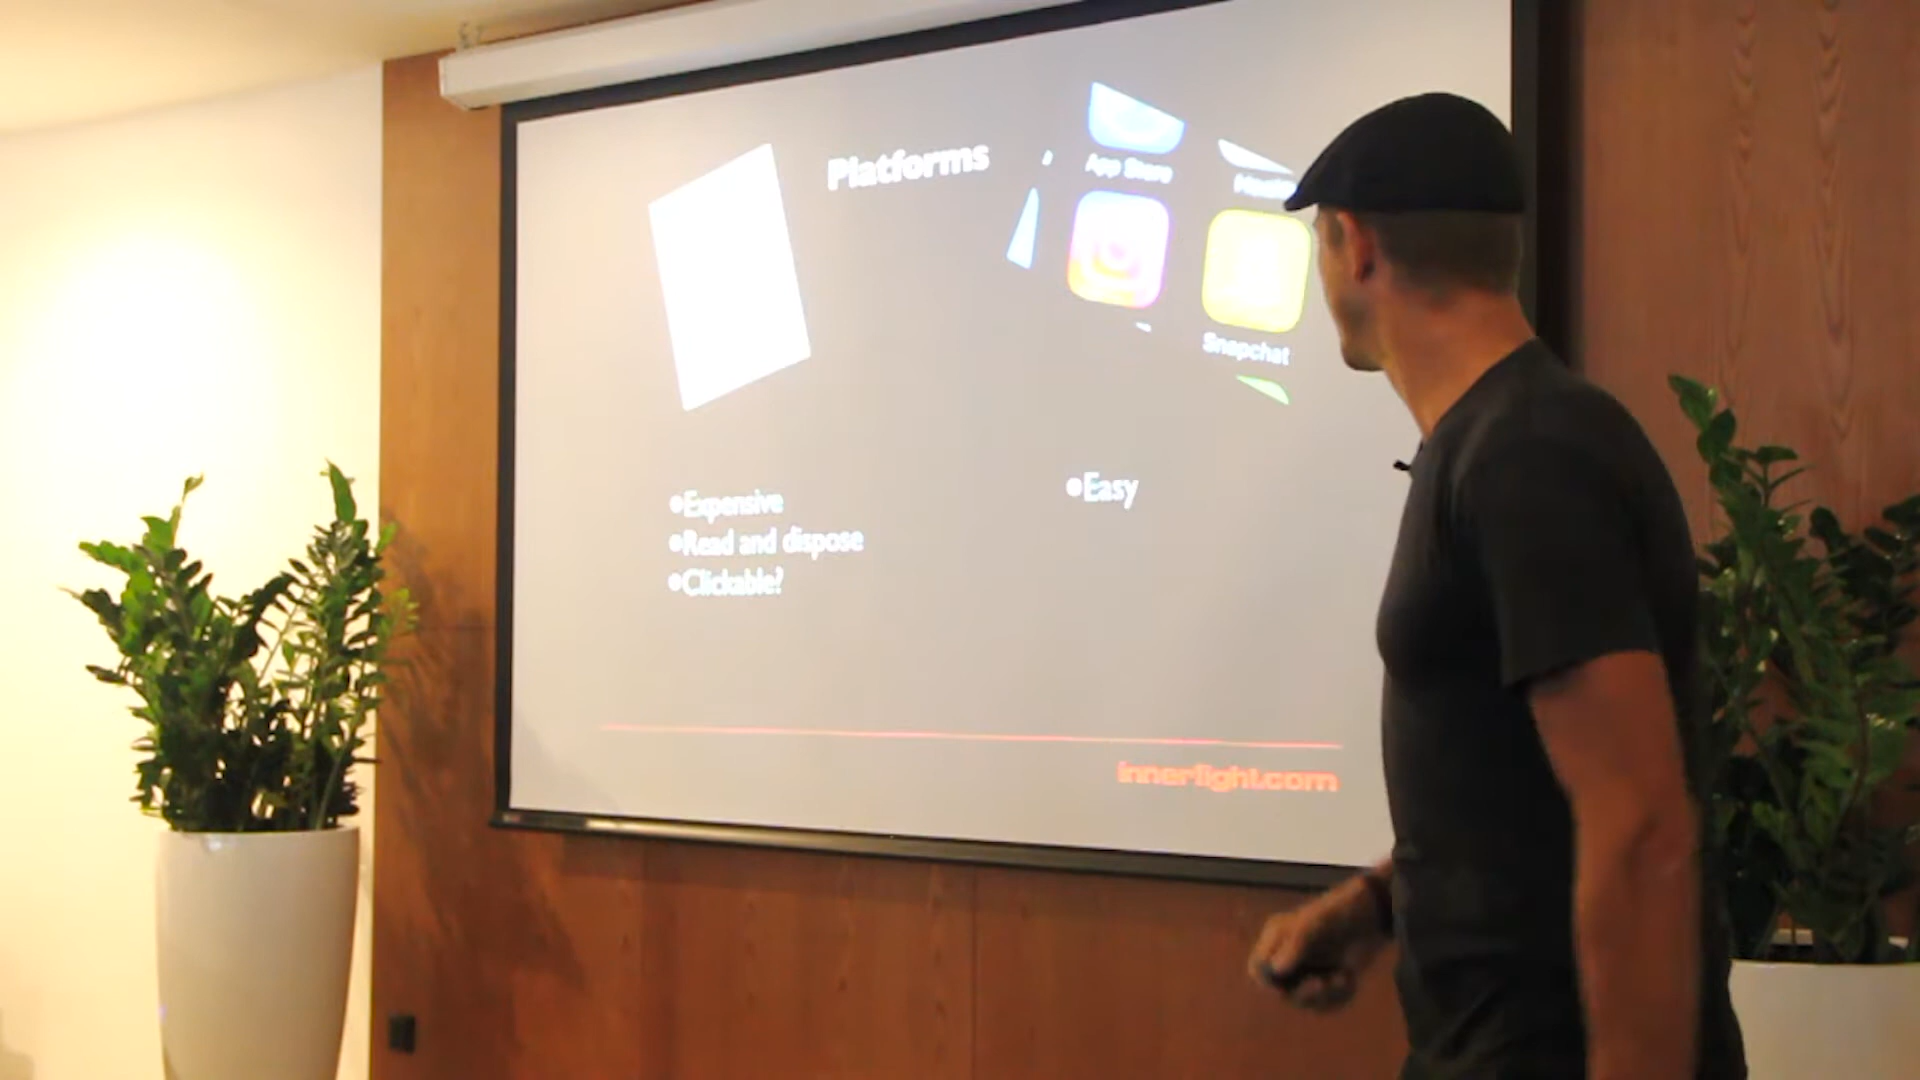 Platforms
App Store
Snapchat
•Expensive
•Read and dispose
•Clickable?
•Easy
innerlight.com